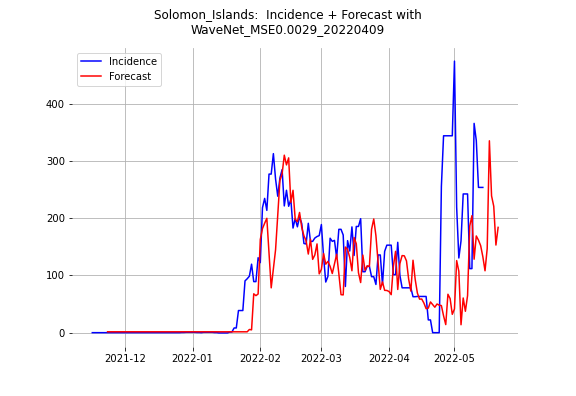 Solomon_Islands:  Incidence + Forecast with
WaveNet_MSE0.0029_20220409
Incidence
Forecast
400
300
200
100
0
2021-12
2022-01
2022-02
2022-03
2022-04
2022-05